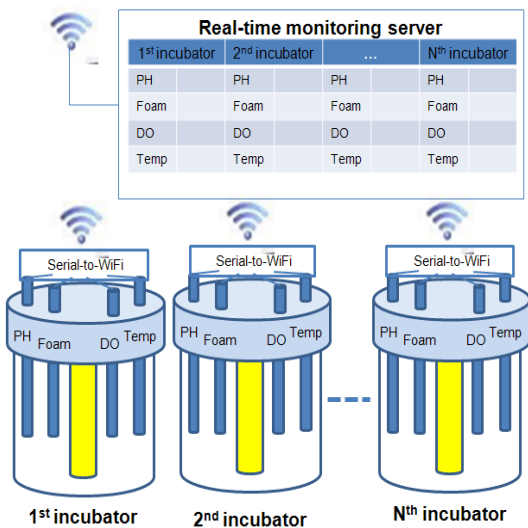 Real-time monitoring server
1st incubator 2nd incubator ... Nth incubator
PH PH PH PH
Foam Foam Foam Foam
DO DO DO DO
Temp Temp Temp Temp
Serial-to-WiFi Serial-to-WiFi Serial-to-WiFi
PH Foam DO Temp PH Foam DO Temp PH Foam DO Temp
1st incubator 2nd incubator Nth incubator